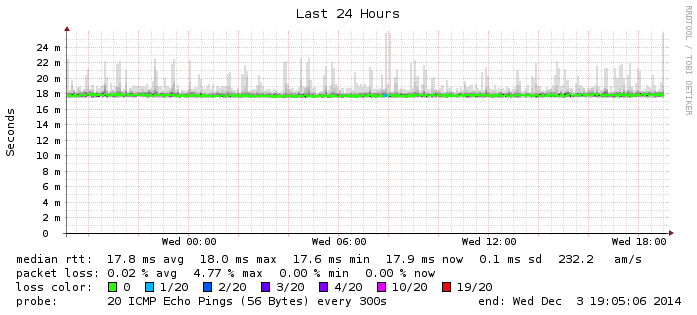 Last 24 Hours
RRDTOOL / TOBI OETIKER
Seconds
24 m
22 m
20 m
18 m
16 m
14 m
12 m
10 m
8 m
6 m
4 m
2 m
0
Wed 00:00 Wed 06:00 Wed 12:00 Wed 18:00
median rtt: 17.8 ms avg 18.0 ms max 17.6 ms min 17.9 ms now 0.1 ms sd 232.2 am/s
packet loss: 0.02 % avg 4.77 % max 0.00 % min 0.00 % now
loss color: 0 1/20 2/20 3/20 4/20 10/20 19/20
probe: 20 ICMP Echo Pings (56 Bytes) every 300s end: Wed Dec 3 19:05:06 2014